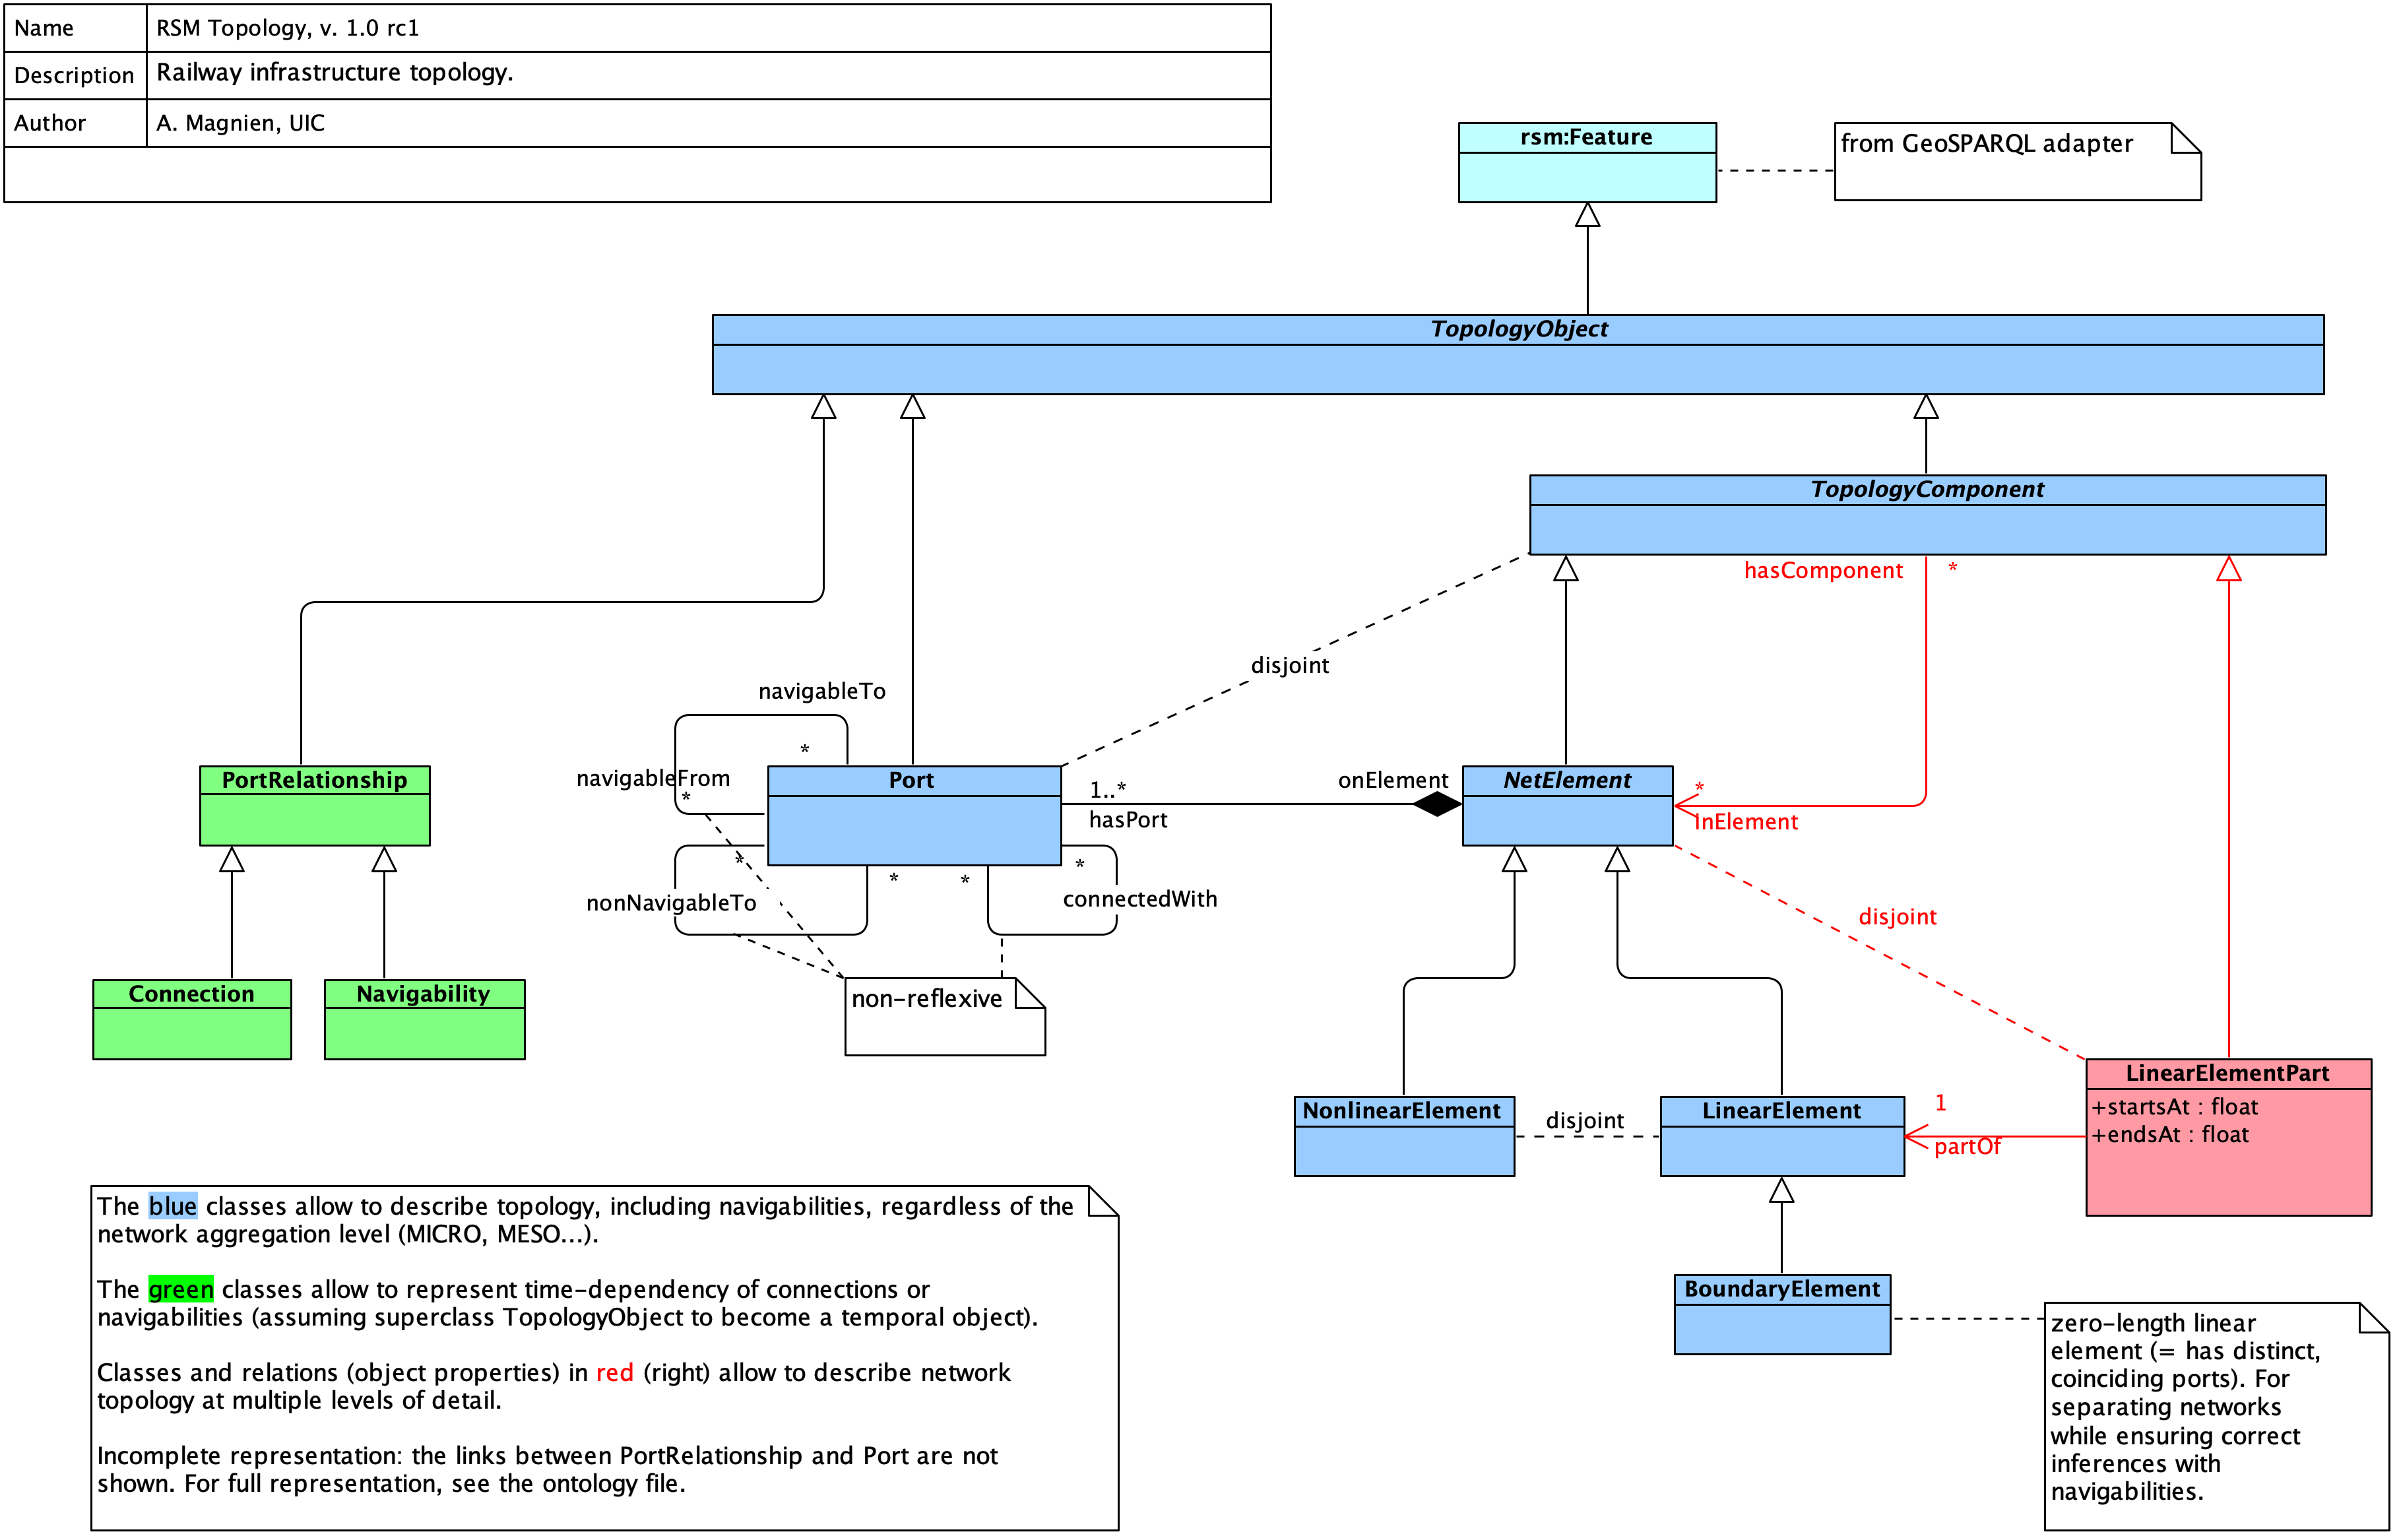 Name
RSM Topology, v. 1.0 rc1
Description
Railway infrastructure topology.
Author
A. Magnien, UIC
rsm:Feature
from GeoSPARQL adapter
TopologyObject
TopologyComponent
hasComponent
*
disjoint
navigableTo
*
navigableFrom
*
PortRelationship
Port
1..*
hasPort
onElement
NetElement
*
inElement
*
nonNavigableTo
*
*
*
connectedWith
disjoint
Connection
Navigability
non-reflexive
LinearElementPart
+startsAt : float
+endsAt : float
NonlinearElement
disjoint
LinearElement
1
partOf
BoundaryElement
The blue classes allow to describe topology, including navigabilities, regardless of the
network aggregation level (MICRO, MESO...).
The green classes allow to represent time-dependency of connections or
navigabilities (assuming superclass TopologyObject to become a temporal object).
Classes and relations (object properties) in red (right) allow to describe network
topology at multiple levels of detail.
Incomplete representation: the links between PortRelationship and Port are not
shown. For full representation, see the ontology file.
zero-length linear
element (= has distinct,
coinciding ports). For
separating networks
while ensuring correct
inferences with
navigabilities.